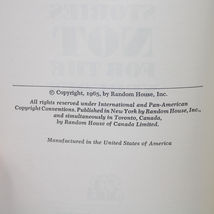 © Copyright, 1965, by Random House, Inc.
All rights reserved under International and Pan-American
Copyright Conventions. Published in New York by Random House, Inc.,
and simultaneously in Toronto, Canada,
by Random House of Canada Limited.
Manufactured in the United States of America